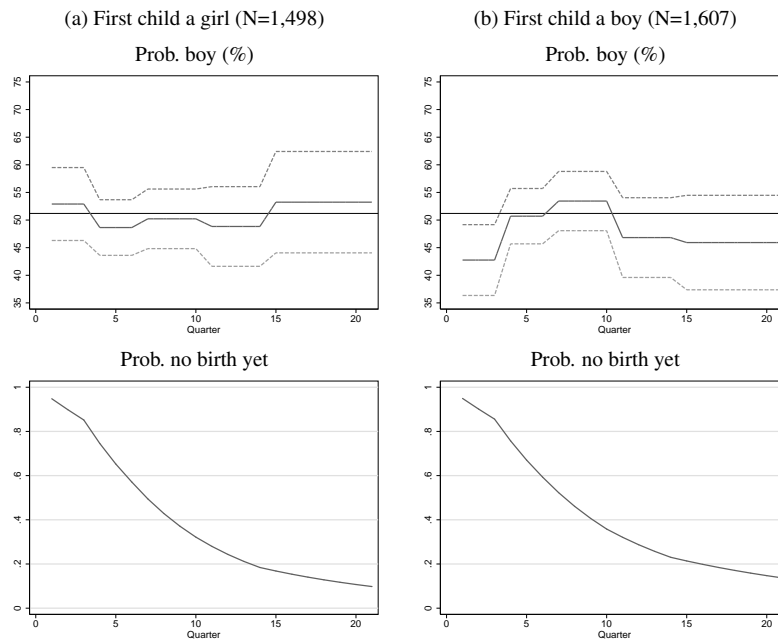 (a) First child a girl (N=1,498)
(b) First child a boy (N=1,607)
Prob. boy (%)
Prob. boy (%)
75
70
65
60
55
50
45
40
35
0 5 10 15 20
Quarter
75
70
65
60
55
50
45
40
35
0 5 10 15 20
Quarter
Prob. no birth yet
Prob. no birth yet
1
.8
.6
.4
.2
0
0 5 10 15 20
Quarter
1
.8
.6
.4
.2
0
0 5 10 15 20
Quarter